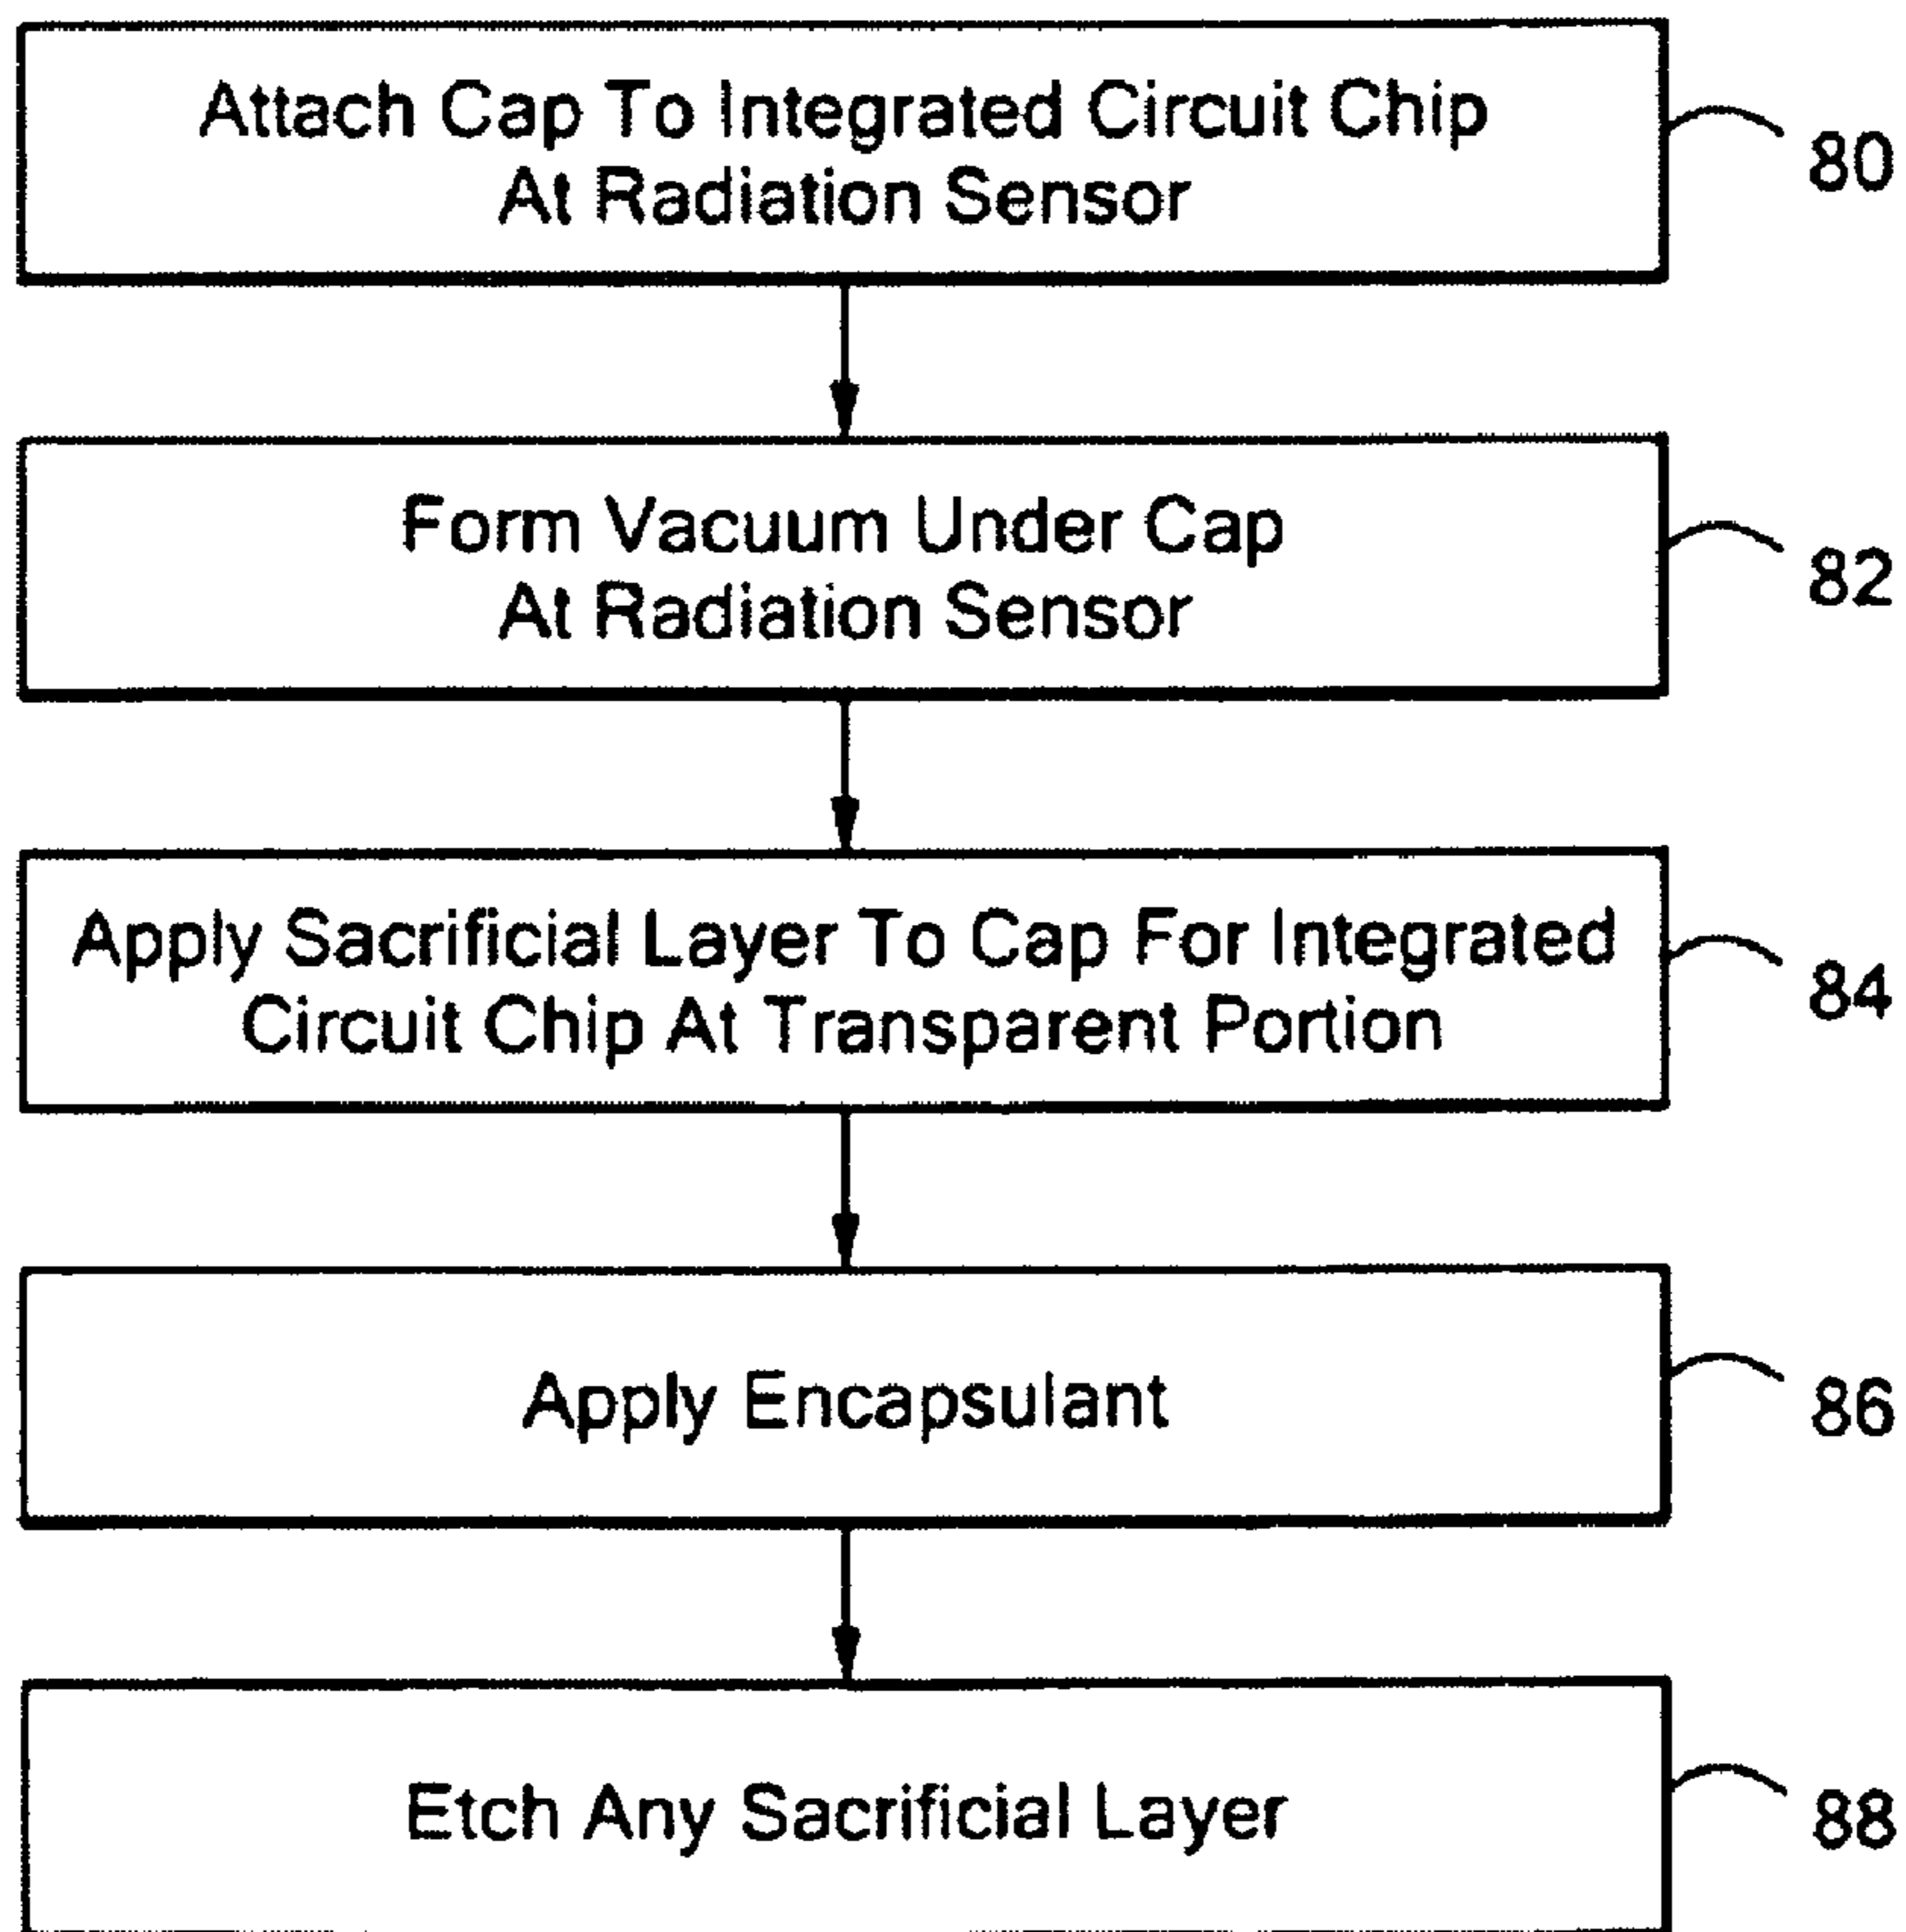 Attach Cap To Integrated Circuit Chip
At Radiation Sensor
80
Form Vacuum Under Cap
At Radiation Sensor
82
Apply Sacrificial Layer To Cap For Integrated
Circuit Chip At Transparent Portion
84
Apply Encapsulant
86
Etch Any Sacrificial Layer
88